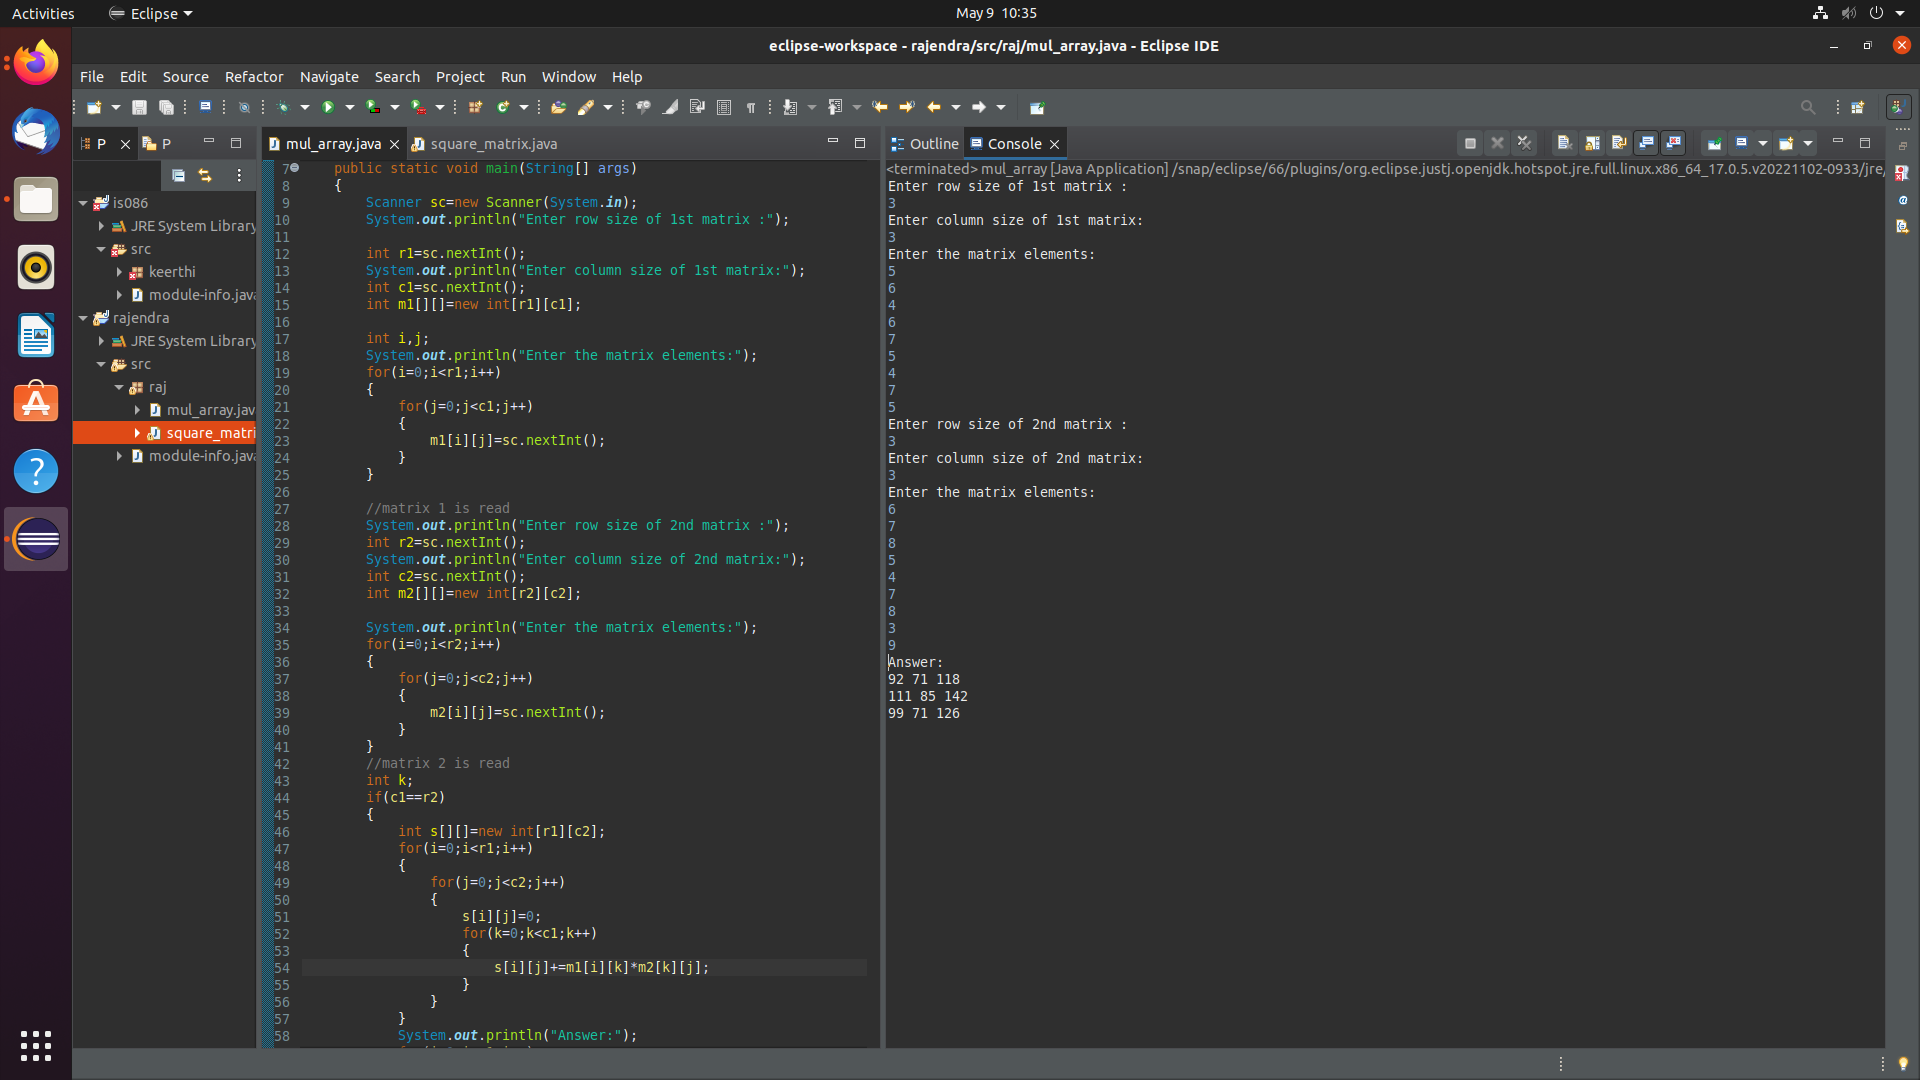 Activities
Eclipse
May 9 10:35
eclipse-workspace - rajendra/src/raj/mul_array.java - Eclipse IDE
File Edit Source Refactor Navigate Search Project Run Window Help
P
P
is086
JRE System Library
src
keerthi
module-info.java
rajendra
JRE System Library
src
raj
mul_array.jav
square_matri
module-info.java
mul_array.java
square_matrix.java
7 public static void main(String[] args)
8 {
9 Scanner sc=new Scanner(System.in);
10 System.out.println("Enter row size of 1st matrix :");
11
12 int r1=sc.nextInt();
13 System.out.println("Enter column size of 1st matrix:");
14 int c1=sc.nextInt();
15 int m1[][]=new int[r1][c1];
16
17 int i,j;
18 System.out.println("Enter the matrix elements:");
19 for(i=0;i<r1;i++)
20 {
21 for(j=0;j<c1;j++)
22 {
23 m1[i][j]=sc.nextInt();
24 }
25 }
26
27 //matrix 1 is read
28 System.out.println("Enter row size of 2nd matrix :");
29 int r2=sc.nextInt();
30 System.out.println("Enter column size of 2nd matrix:");
31 int c2=sc.nextInt();
32 int m2[][]=new int[r2][c2];
33
34 System.out.println("Enter the matrix elements:");
35 for(i=0;i<r2;i++)
36 {
37 for(j=0;j<c2;j++)
38 {
39 m2[i][j]=sc.nextInt();
40 }
41 }
42 //matrix 2 is read
43 int k;
44 if(c1==r2)
45 {
46 int s[][]=new int[r1][c2];
47 for(i=0;i<r1;i++)
48 {
49 for(j=0;j<c2;j++)
50 {
51 s[i][j]=0;
52 for(k=0;k<c1;k++)
53 {
54 s[i][j]+=m1[i][k]*m2[k][j];
55 }
56 }
57 }
58 System.out.println("Answer:");
Outline
Console
<terminated> mul_array [Java Application] /snap/eclipse/66/plugins/org.eclipse.justj.openjdk.hotspot.jre.full.linux.x86_64_17.0.5.v20221102-0933/jre/
Enter row size of 1st matrix :
3
Enter column size of 1st matrix:
3
Enter the matrix elements:
5
6
4
6
7
5
4
7
5
Enter row size of 2nd matrix :
3
Enter column size of 2nd matrix:
3
Enter the matrix elements:
6
7
8
5
4
7
8
3
9
Answer:
92 71 118
111 85 142
99 71 126